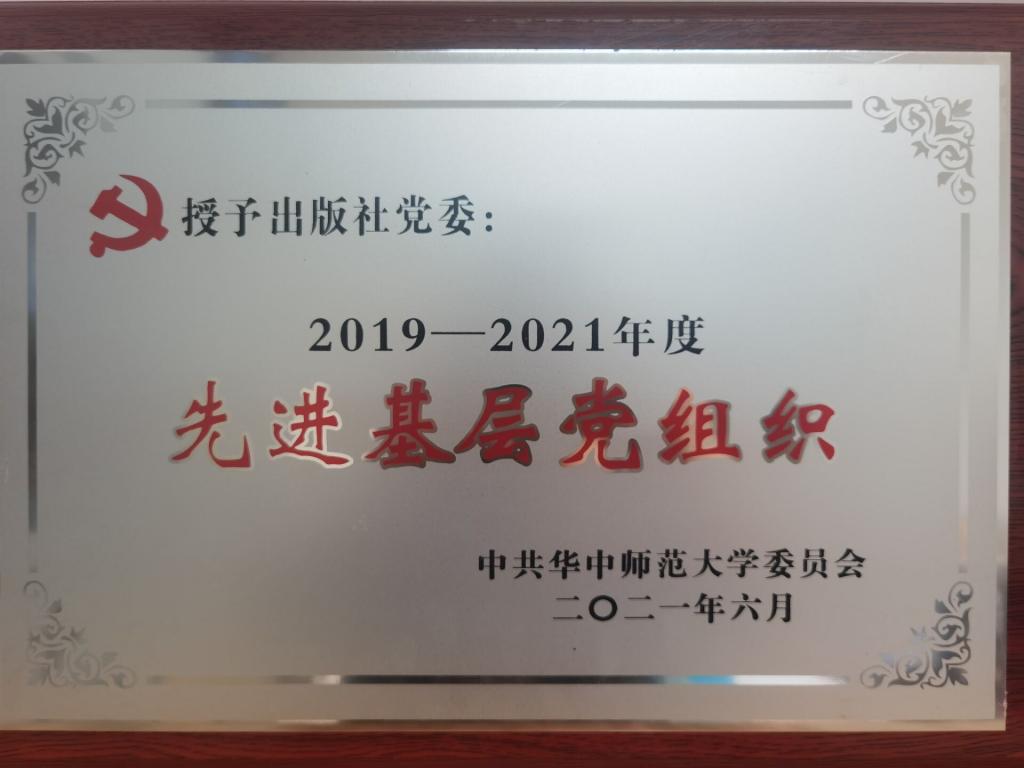 授予出版社党委：
2019—2021年度
先进基层党组织
中共华中师范大学委员会
二〇二一年六月